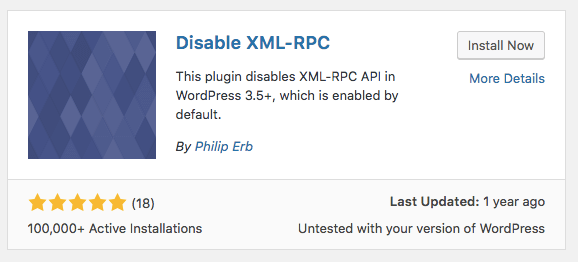 Disable XML-RPC
Install Now
More Details
This plugin disables XML-RPC API in
WordPress 3.5+, which is enabled by
default.
By Philip Erb
(18)
Last Updated: 1 year ago
100,000+ Active Installations
Untested with your version of WordPress